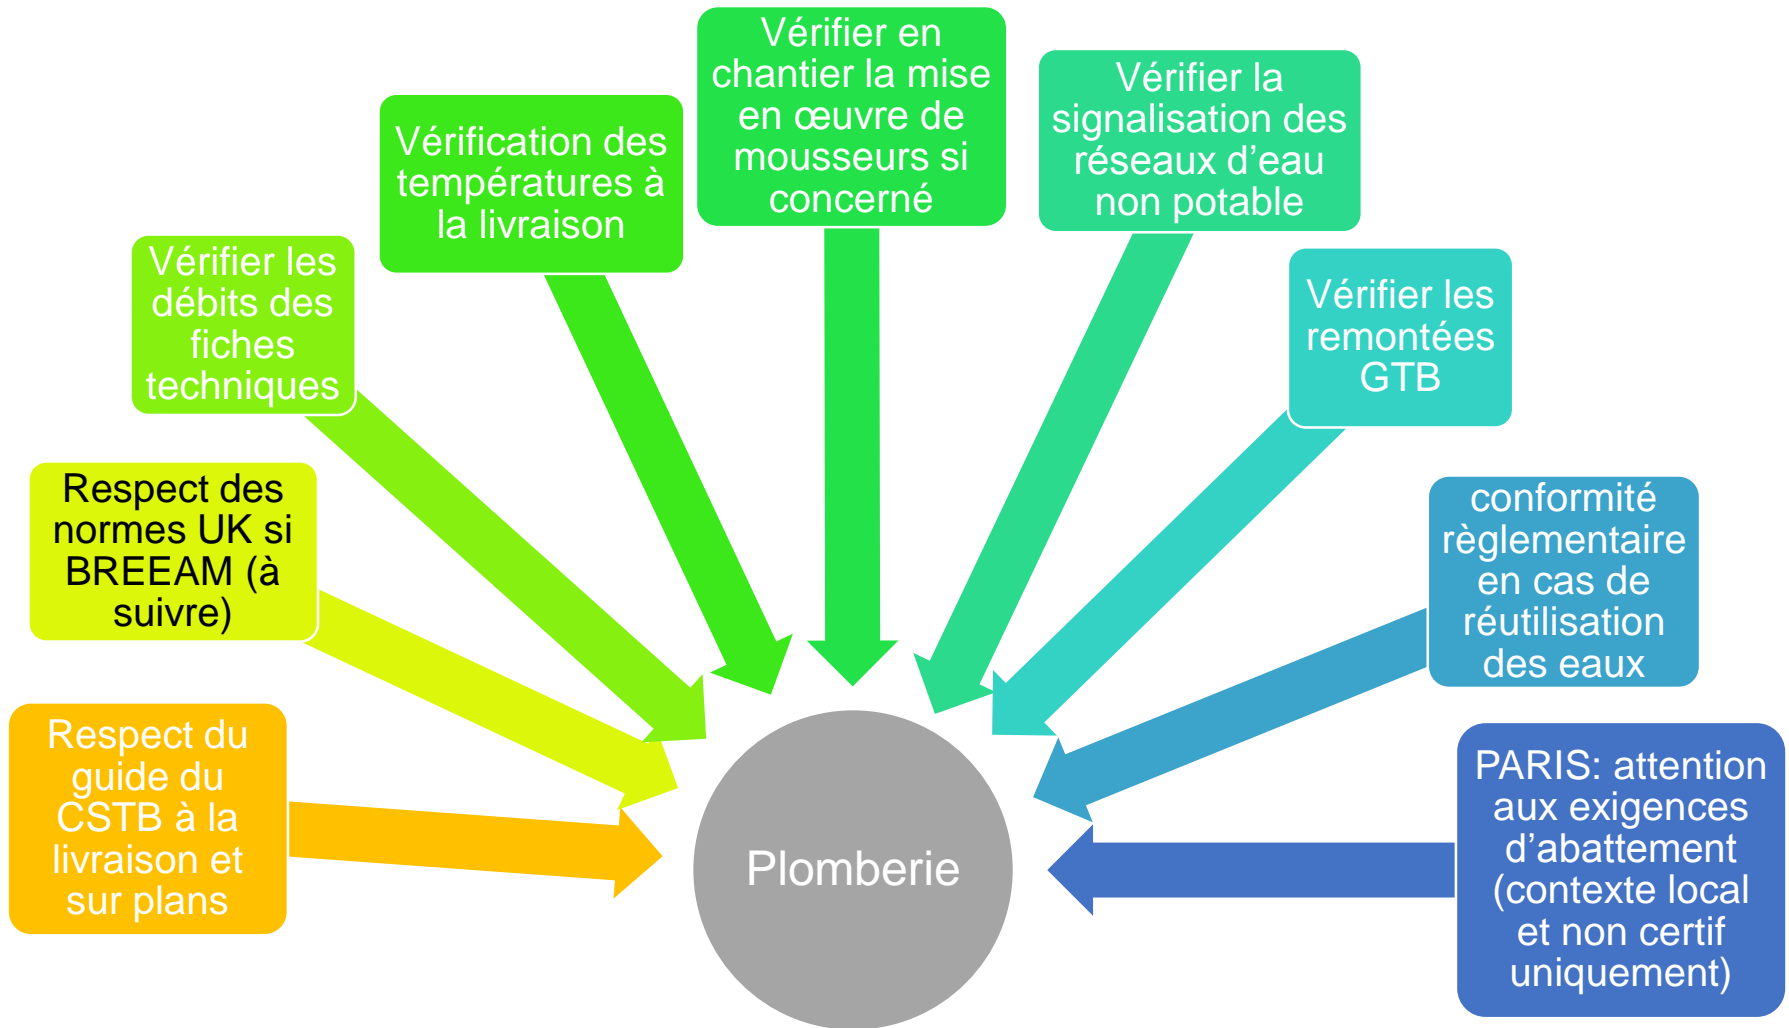 Vérifier en
chantier la mise
en œuvre de
mousseurs si
concerné
Vérifier la
signalisation des
réseaux d’eau
non potable
Vérification des
températures à
la livraison
Vérifier les
débits des
fiches
techniques
Vérifier les
remontées
GTB
Respect des
normes UK si
BREEAM (à
suivre)
conformité
règlementaire
en cas de
réutilisation
des eaux
Respect du
guide du
CSTB à la
livraison et
sur plans
PARIS: attention
aux exigences
d’abattement
(contexte local
et non certif
uniquement)
Plomberie